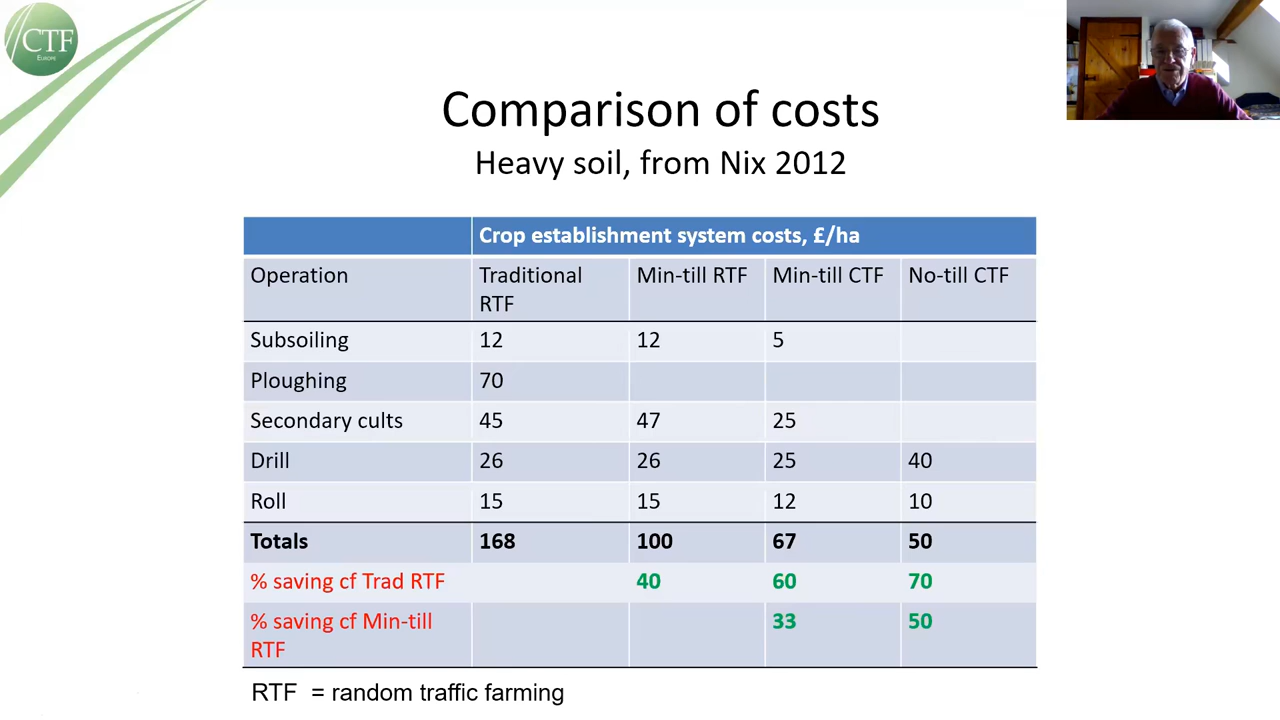 CTF
EUROPE
Comparison of costs
Heavy soil, from Nix 2012
Crop establishment system costs, £/ha
Operation Traditional RTF Min-till RTF Min-till CTF No-till CTF
Subsoiling 12 12 5
Ploughing 70
Secondary cults 45 47 25
Drill 26 26 25 40
Roll 15 15 12 10
Totals 168 100 67 50
% saving cf Trad RTF 40 60 70
% saving cf Min-till RTF 33 50
RTF = random traffic farming